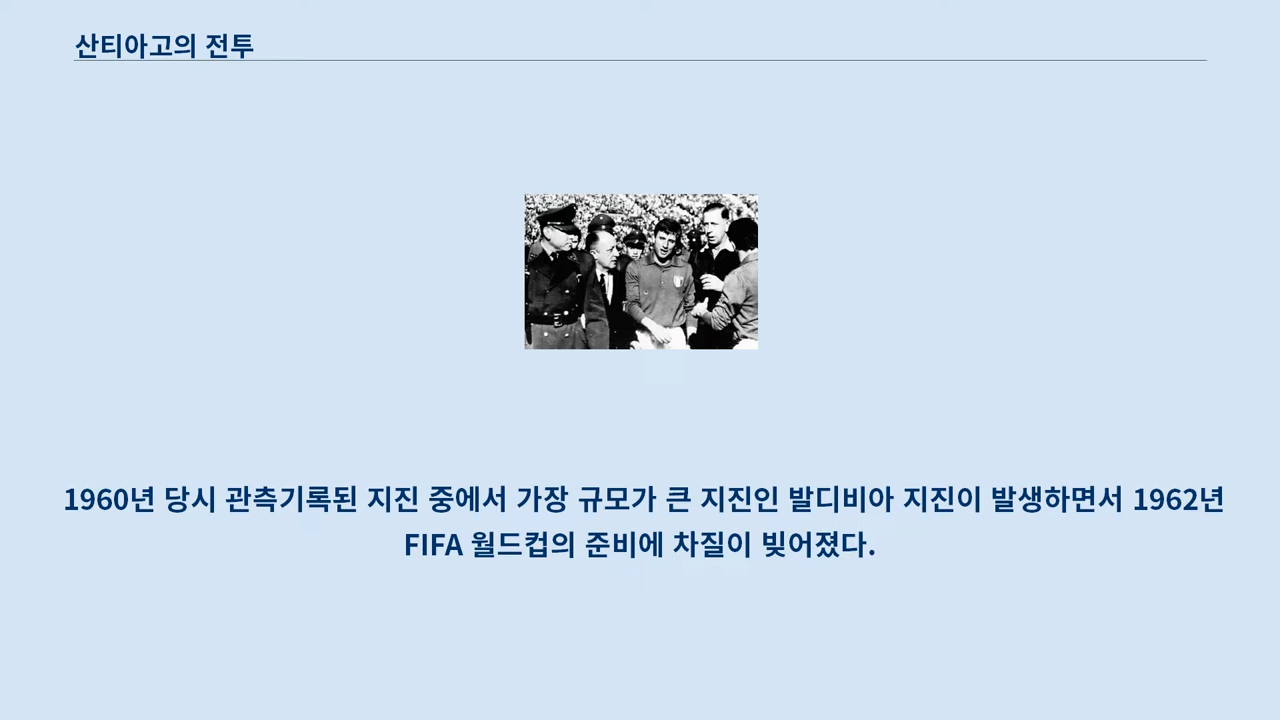 산티아고의 전투
1960년 당시 관측기록된 지진 중에서 가장 규모가 큰 지진인 발디비아 지진이 발생하면서 1962년
FIFA 월드컵의 준비에 차질이 빚어졌다.